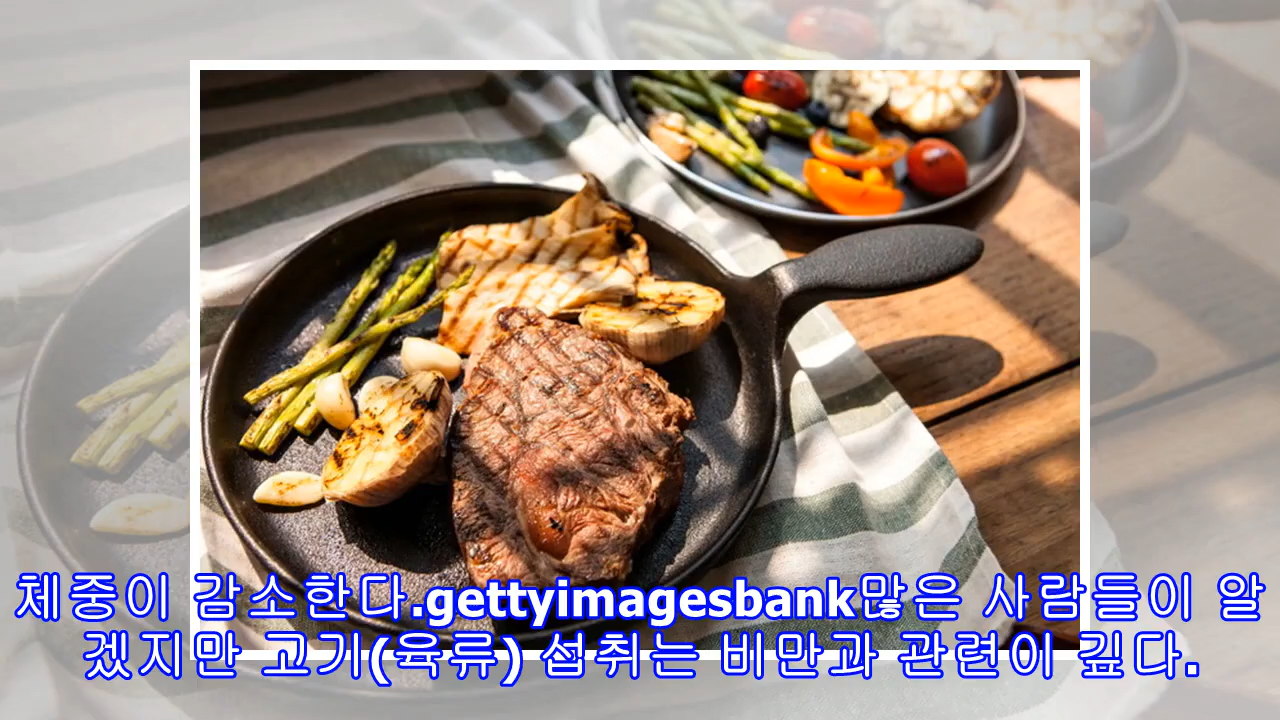 체중이 감소한다.gettyimagesbank많은 사람들이 알
겠지만 고기(육류) 섭취는 비만과 관련이 깊다.